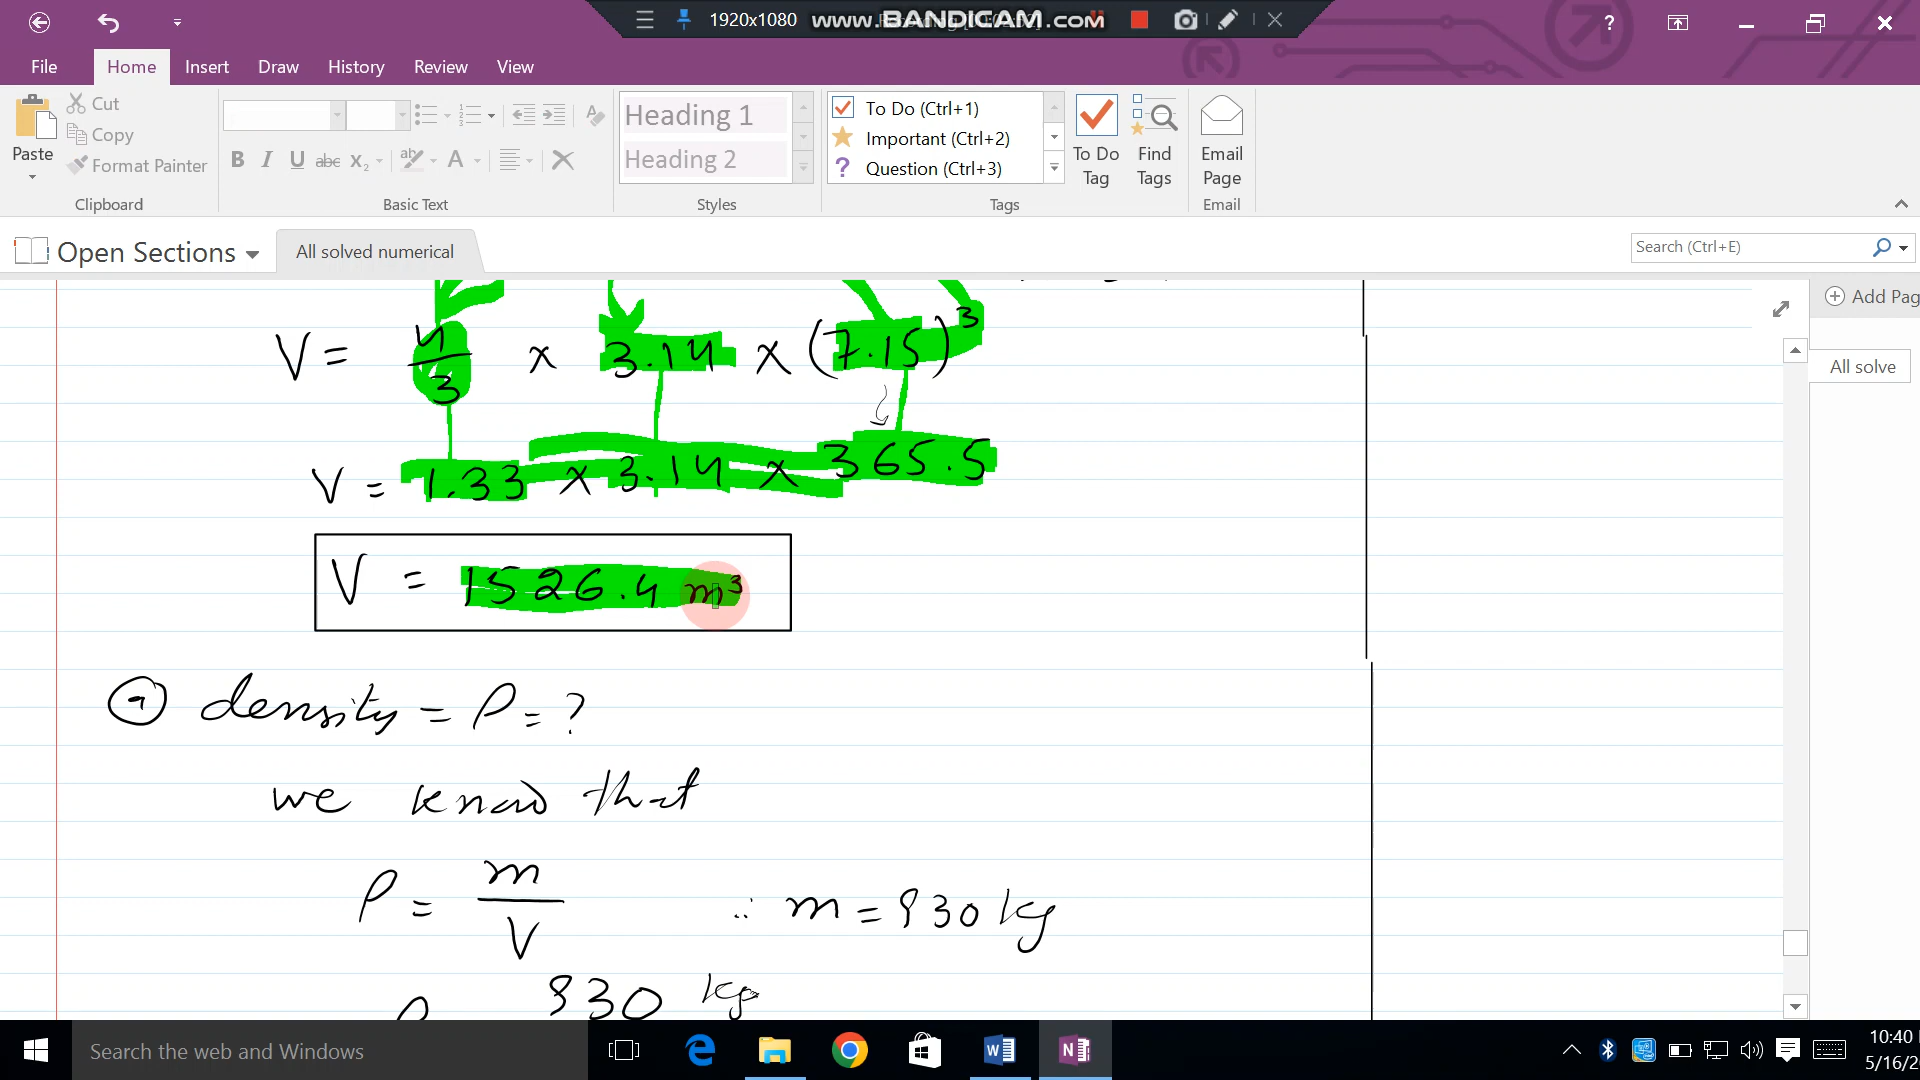 1920x1080 www.BANDICAM.com
File Home Insert Draw History Review View
Cut
Copy
Format Painter
Paste
Clipboard
Basic Text
Heading 1
Heading 2
Styles
To Do (Ctrl+1)
Important (Ctrl+2)
Question (Ctrl+3)
To Do Tag
Find Tags
Tags
Email Page
Email
Open Sections
All solved numerical
Search (Ctrl+E)
Add Pag
All solve
V = 4/3 x 3.14 x (7.15)³
V = 1.33 x 3.14 x 365.5
V = 1526.4 m³
density = ρ = ?
we know that
ρ = m/V ∴ m = 930 kg
930 kg
Search the web and Windows
10:40
5/16/2